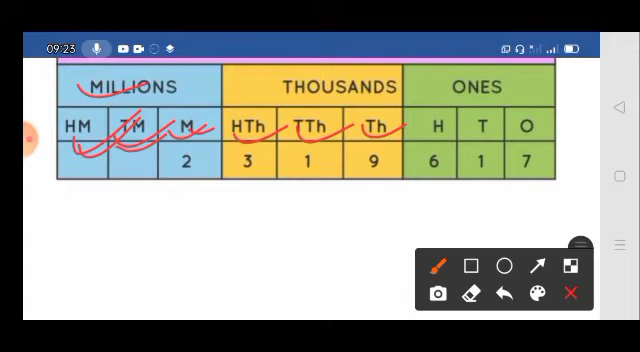 09:23
MILLIONS THOUSANDS ONES
HM TM M HTh TTh Th H T O
2 3 1 9 6 1 7